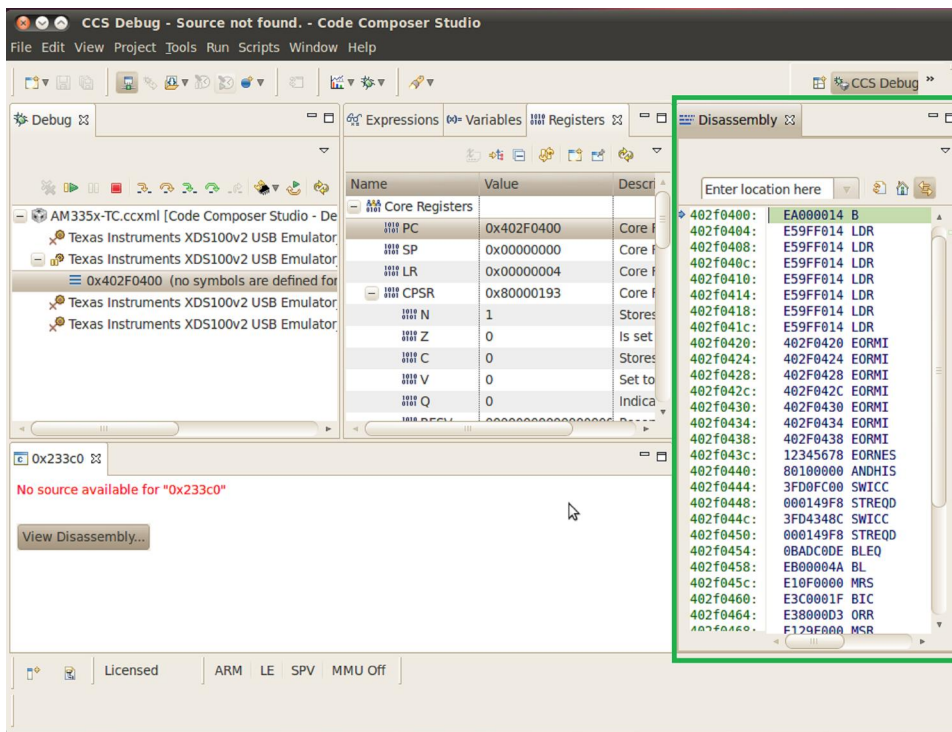 CCS Debug - Source not found. - Code Composer Studio
File Edit View Project Tools Run Scripts Window Help
CCS Debug »
Debug
AM335x-TC.ccxml [Code Composer Studio - De
Texas Instruments XDS100v2 USB Emulator
Texas Instruments XDS100v2 USB Emulator
0x402F0400 (no symbols are defined for
Texas Instruments XDS100v2 USB Emulator
Texas Instruments XDS100v2 USB Emulator
Expressions Variables Registers
Name Value Descri
Core Registers
PC 0x402F0400 Core
SP 0x00000000 Core
LR 0x00000004 Core
CPSR 0x80000193 Core
N 1 Stores
Z 0 Is set
C 0 Stores
V 0 Set to
Q 0 Indica
Disassembly
Enter location here
402f0400: EA000014 B
402f0404: E59FF014 LDR
402f0408: E59FF014 LDR
402f040c: E59FF014 LDR
402f0410: E59FF014 LDR
402f0414: E59FF014 LDR
402f0418: E59FF014 LDR
402f041c: E59FF014 LDR
402f0420: 402F0420 EORMI
402f0424: 402F0424 EORMI
402f0428: 402F0428 EORMI
402f042c: 402F042C EORMI
402f0430: 402F0430 EORMI
402f0434: 402F0434 EORMI
402f0438: 402F0438 EORMI
402f043c: 12345678 EORNES
402f0440: 80100000 ANDHIS
402f0444: 3FD0FC00 SWICC
402f0448: 000149F8 STREQD
402f044c: 3FD4348C SWICC
402f0450: 000149F8 STREQD
402f0454: 0BADC0DE BLEQ
402f0458: EB00004A BL
402f045c: E10F0000 MRS
402f0460: E3C0001F BIC
402f0464: E38000D3 ORR
402f0468: E129F000 MSR
0x233c0
No source available for "0x233c0"
View Disassembly...
Licensed ARM LE SPV MMU Off